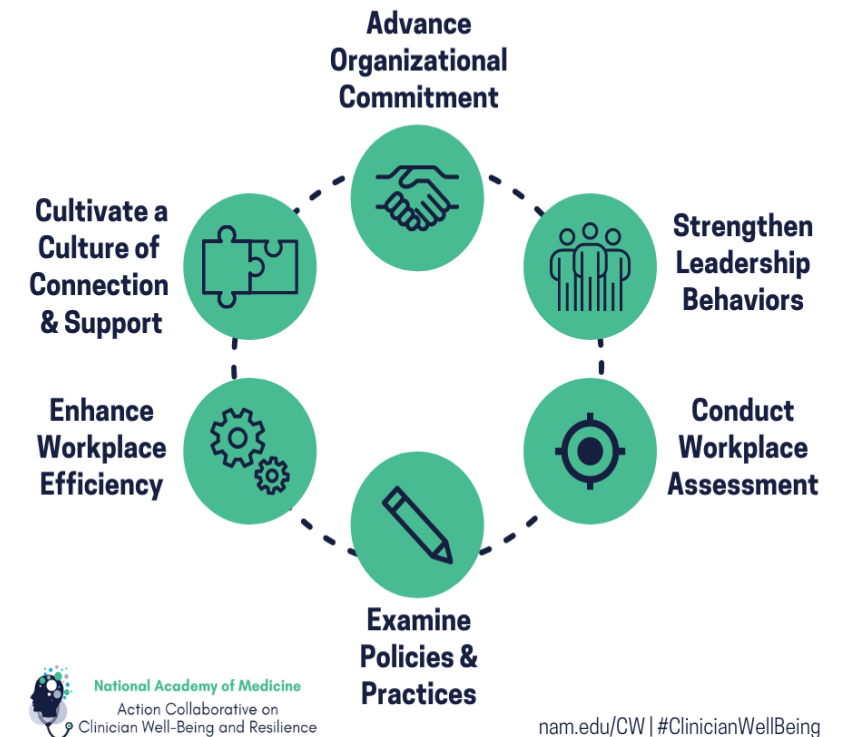 Advance
Organizational
Commitment
Strengthen
Leadership
Behaviors
Conduct
Workplace
Assessment
Examine
Policies &
Practices
Enhance
Workplace
Efficiency
Cultivate a
Culture of
Connection
& Support
National Academy of Medicine
Action Collaborative on
Clinician Well-Being and Resilience
nam.edu/CW | #ClinicianWellBeing